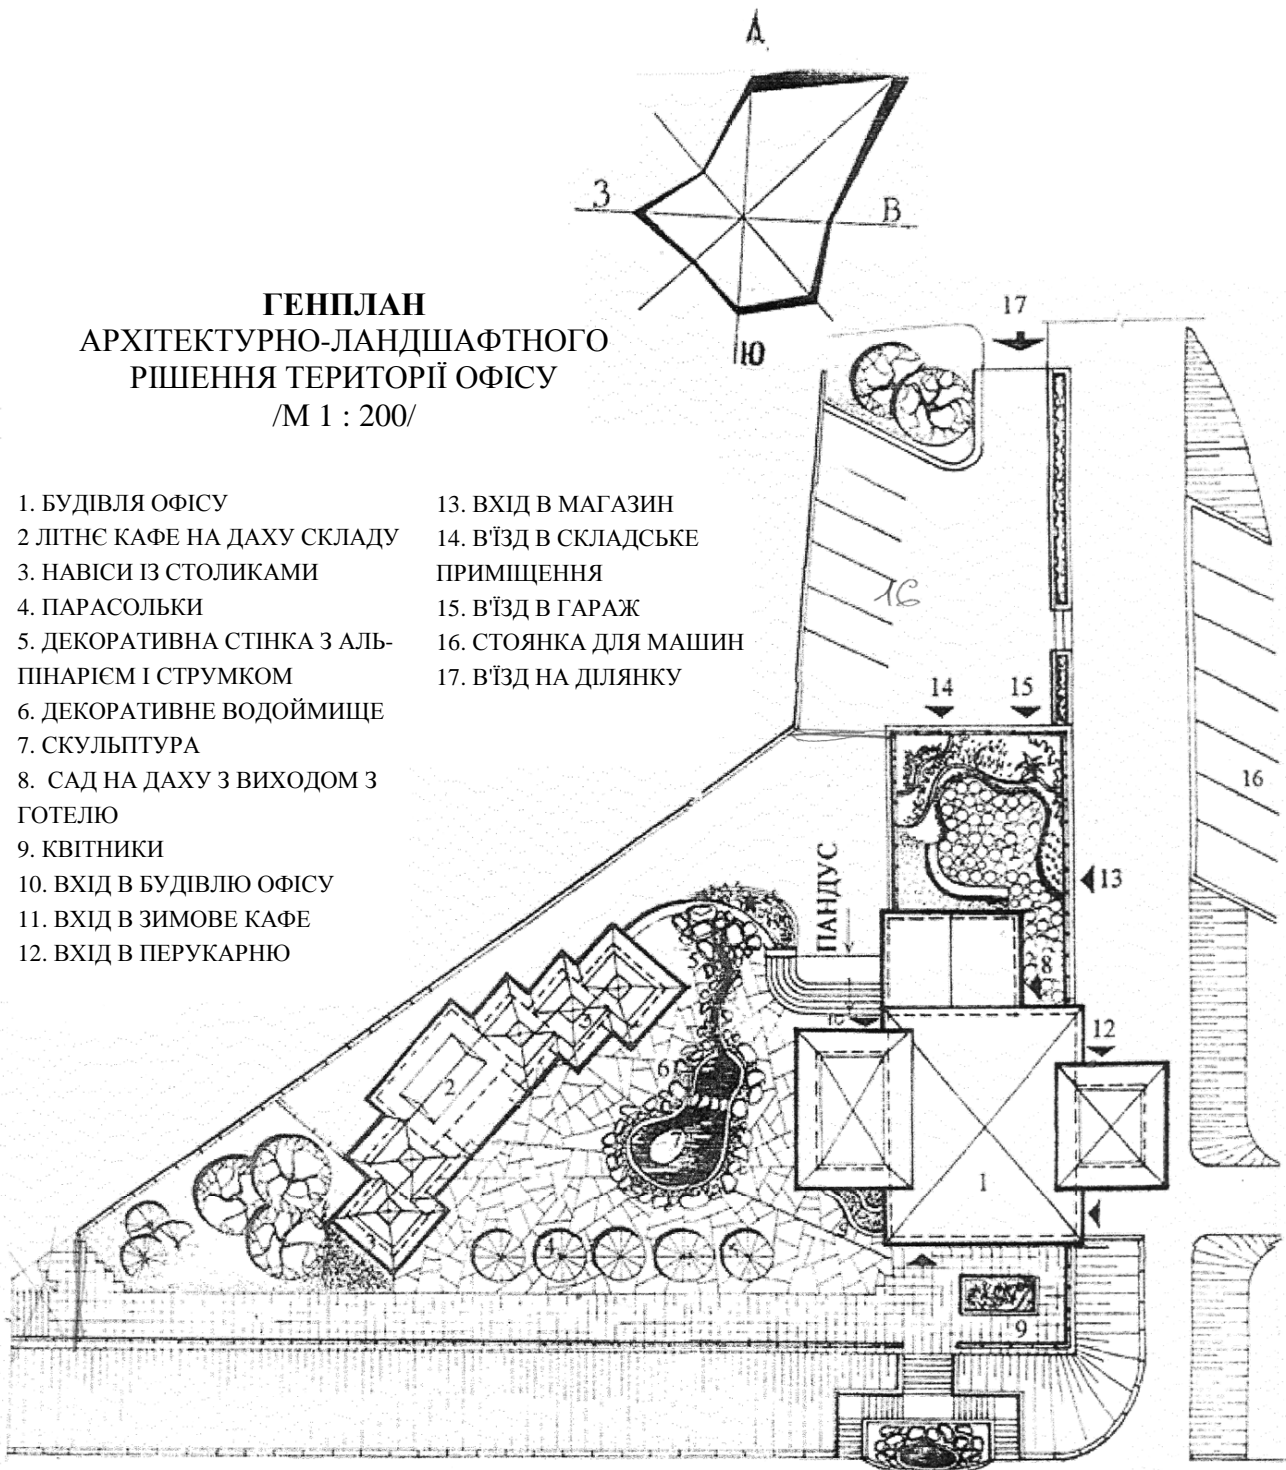 А
З
В
Ю
ГЕНПЛАН
АРХІТЕКТУРНО-ЛАНДШАФТНОГО
РІШЕННЯ ТЕРИТОРІЇ ОФІСУ
/М 1 : 200/
1. БУДІВЛЯ ОФІСУ
2 ЛІТНЄ КАФЕ НА ДАХУ СКЛАДУ
3. НАВІСИ ІЗ СТОЛИКАМИ
4. ПАРАСОЛЬКИ
5. ДЕКОРАТИВНА СТІНКА З АЛЬ-
ПІНАРІЄМ І СТРУМКОМ
6. ДЕКОРАТИВНЕ ВОДОЙМИЩЕ
7. СКУЛЬПТУРА
8. САД НА ДАХУ З ВИХОДОМ З
ГОТЕЛЮ
9. КВІТНИКИ
10. ВХІД В БУДІВЛЮ ОФІСУ
11. ВХІД В ЗИМОВЕ КАФЕ
12. ВХІД В ПЕРУКАРНЮ
13. ВХІД В МАГАЗИН
14. В'ЇЗД В СКЛАДСЬКЕ
ПРИМІЩЕННЯ
15. В'ЇЗД В ГАРАЖ
16. СТОЯНКА ДЛЯ МАШИН
17. В'ЇЗД НА ДІЛЯНКУ
17
16
14
15
16
13
ПАНДУС
5
8
3
10
12
2
6
7
1
3
4
9